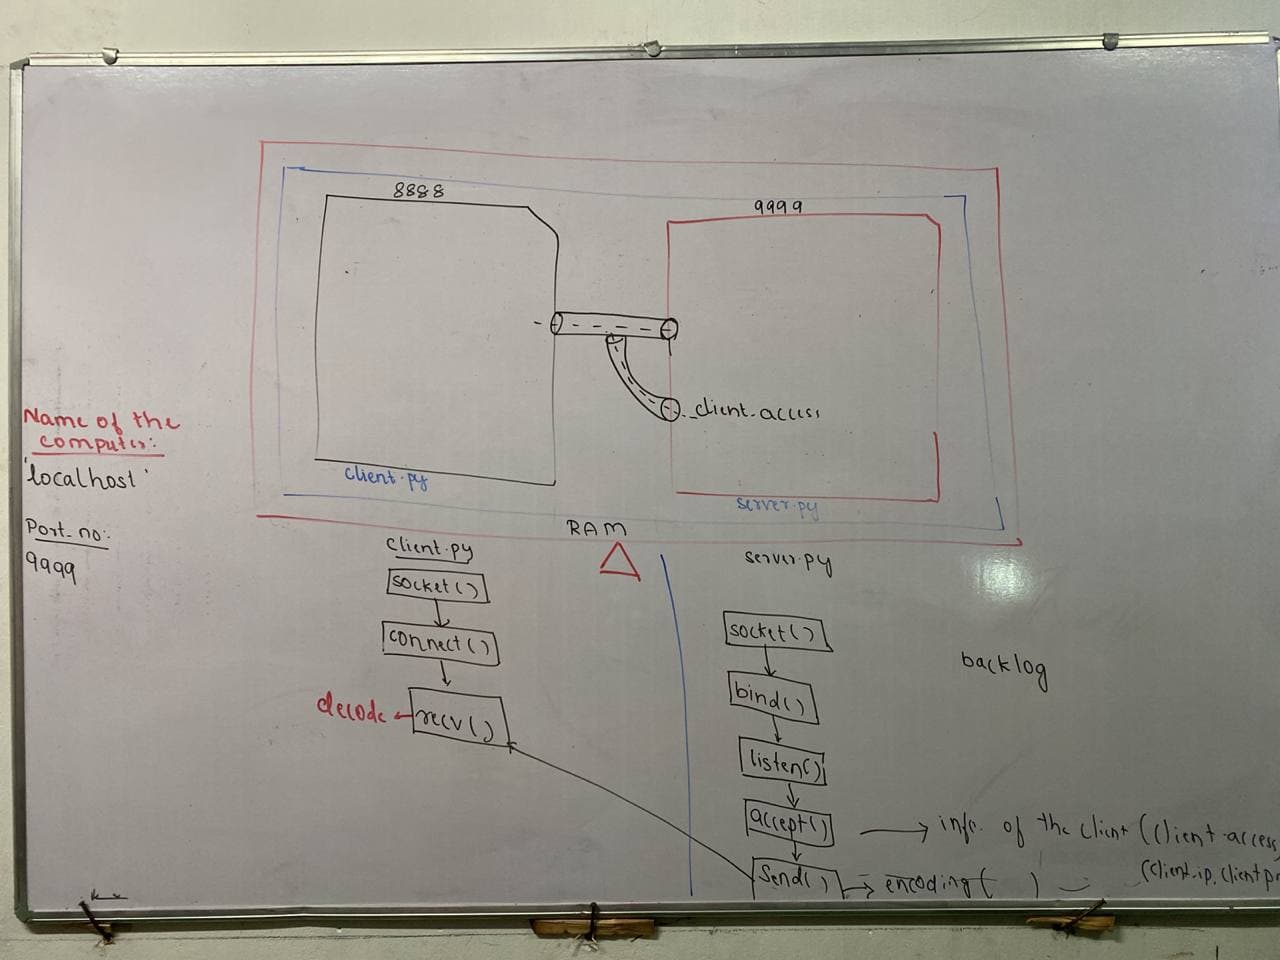 8888
9999
client.access
client.py
server.py
RAM
Name of the
computer:
'localhost'
Port no:
9999
client.py
socket()
connect()
decode
recv()
server.py
socket()
bind()
listen()
accept()
info. of the client (client.access,
(client.ip, client
send()
encoding( )
backlog